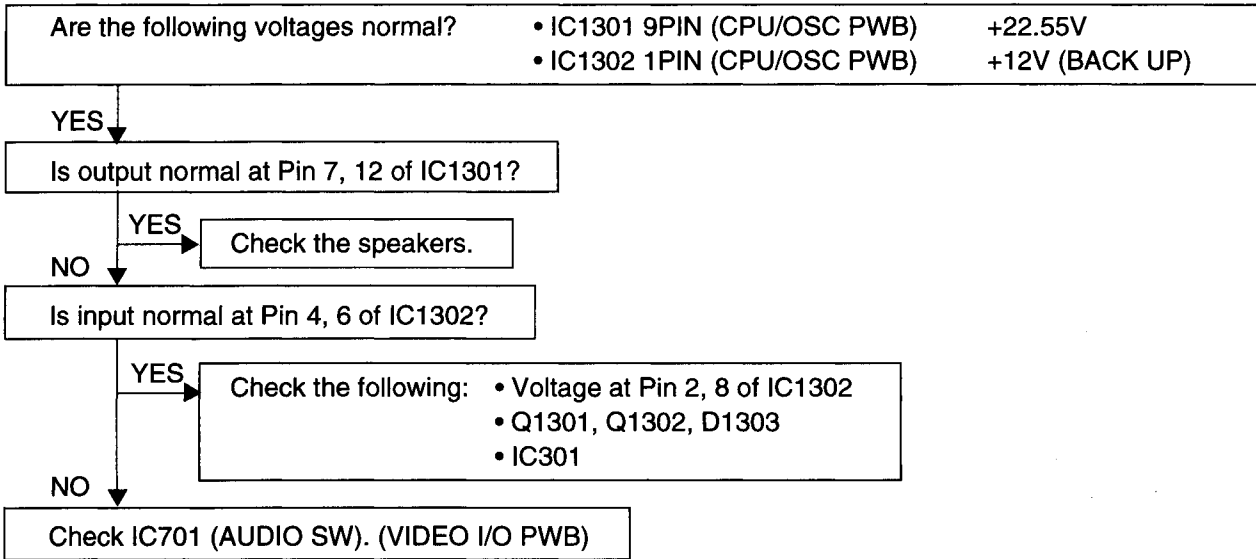 Are the following voltages normal? • IC1301 9PIN (CPU/OSC PWB) +22.55V
• IC1302 1PIN (CPU/OSC PWB) +12V (BACK UP)
YES
Is output normal at Pin 7, 12 of IC1301?
YES
Check the speakers.
NO
Is input normal at Pin 4, 6 of IC1302?
YES
Check the following: • Voltage at Pin 2, 8 of IC1302
• Q1301, Q1302, D1303
• IC301
NO
Check IC701 (AUDIO SW). (VIDEO I/O PWB)